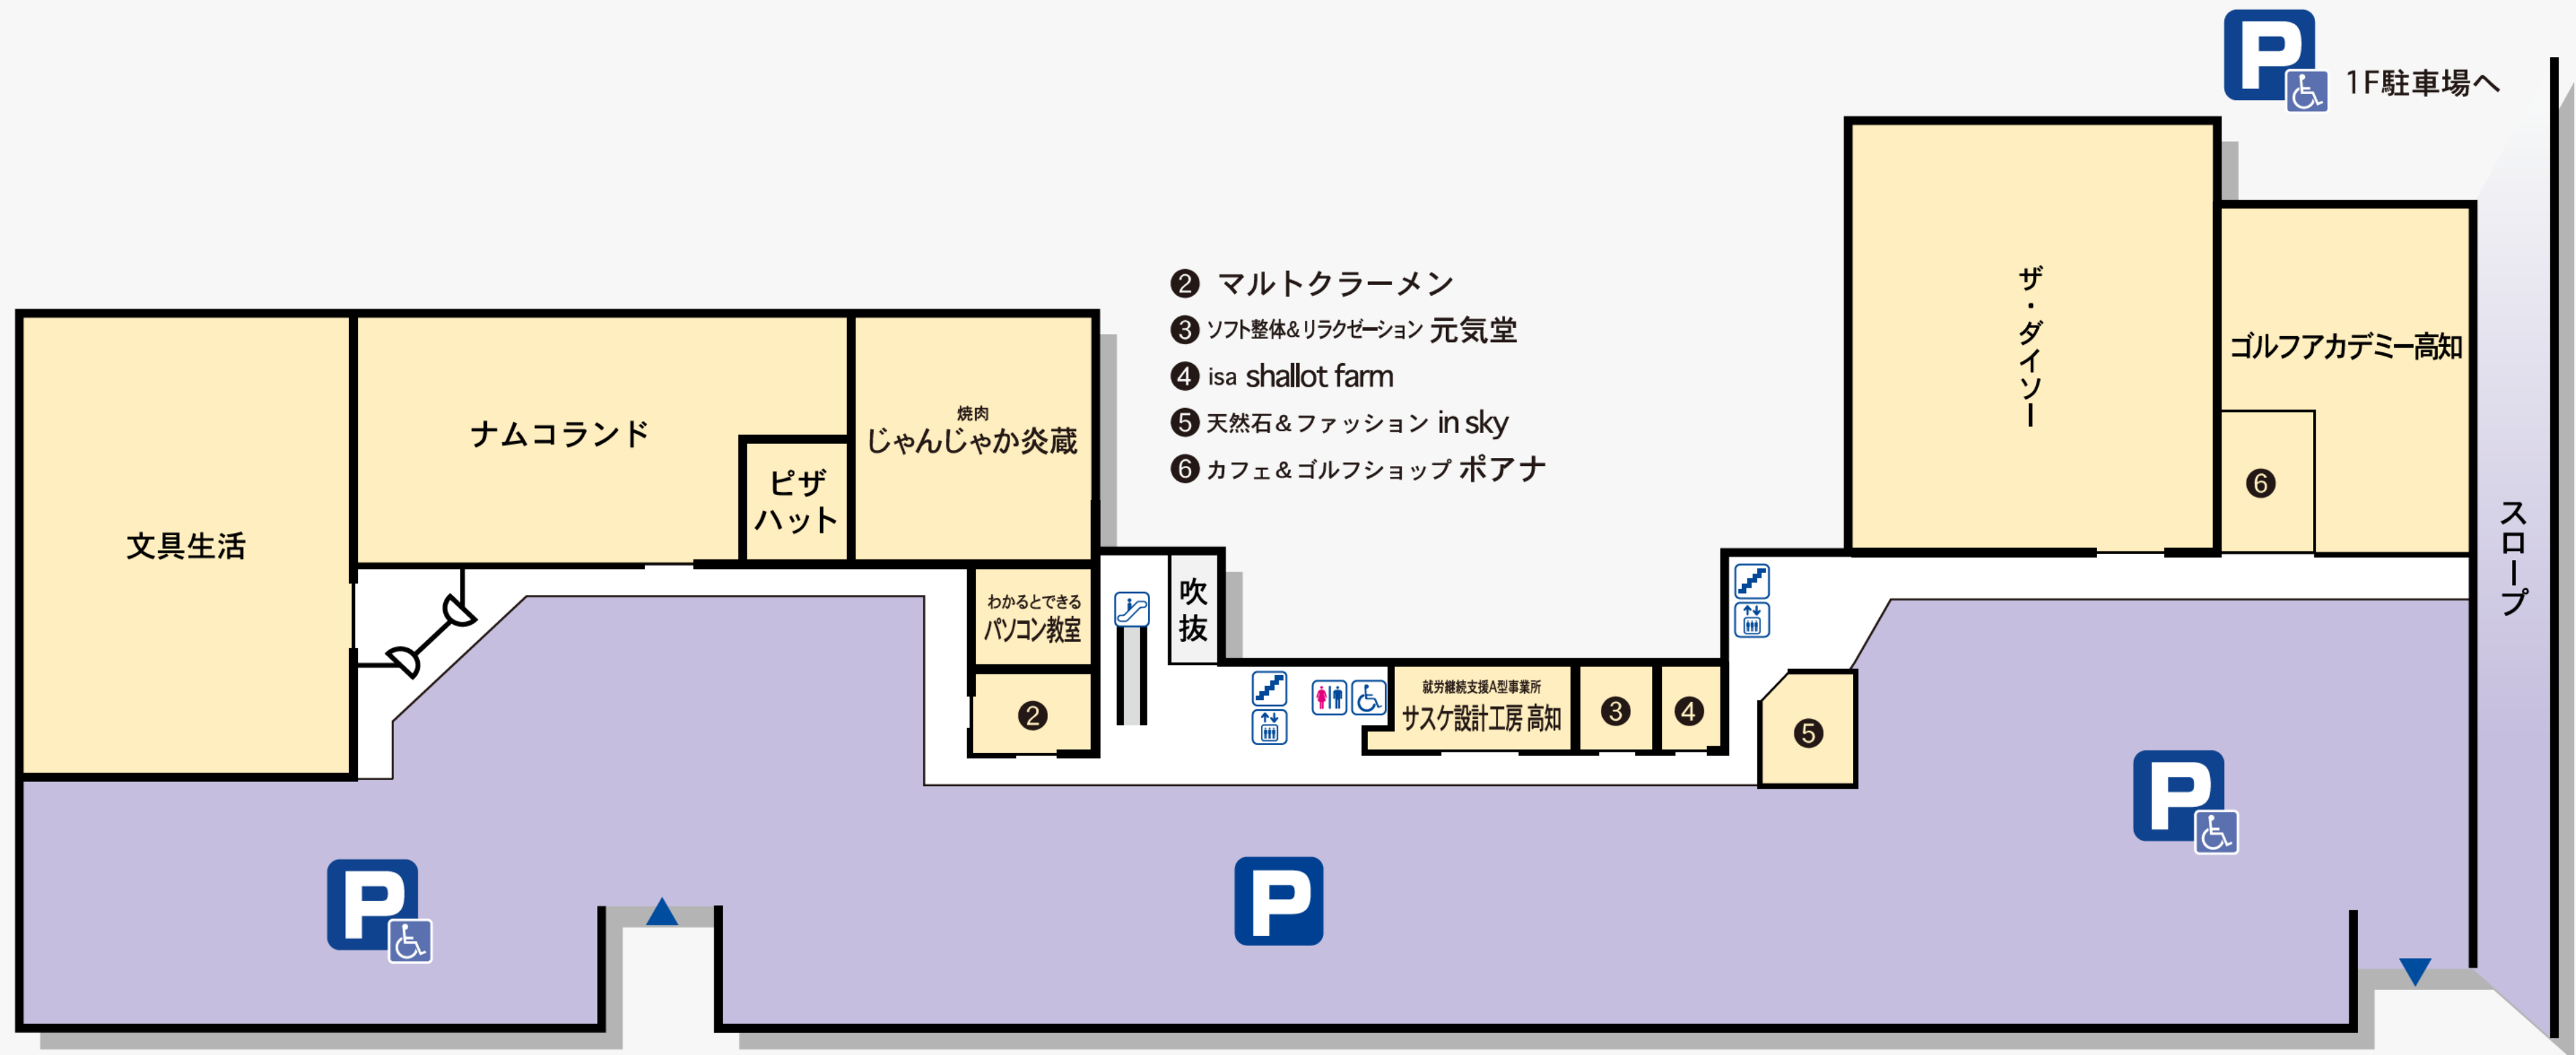 P
1F駐車場へ
文具生活
ナムコランド
ピザ
ハット
焼肉
じゃんじゃか炎蔵
わかるとできる
パソコン教室
❷
吹抜
❷ マルトクラーメン
❸ ソフト整体&リラクゼーション 元気堂
❹ isa shallot farm
❺ 天然石&ファッション in sky
❻ カフェ&ゴルフショップ ポアナ
就労継続支援A型事業所
サスケ設計工房 高知
❸
❹
❺
ザ・ダイソー
ゴルフアカデミー高知
❻
スロープ
P
P
P